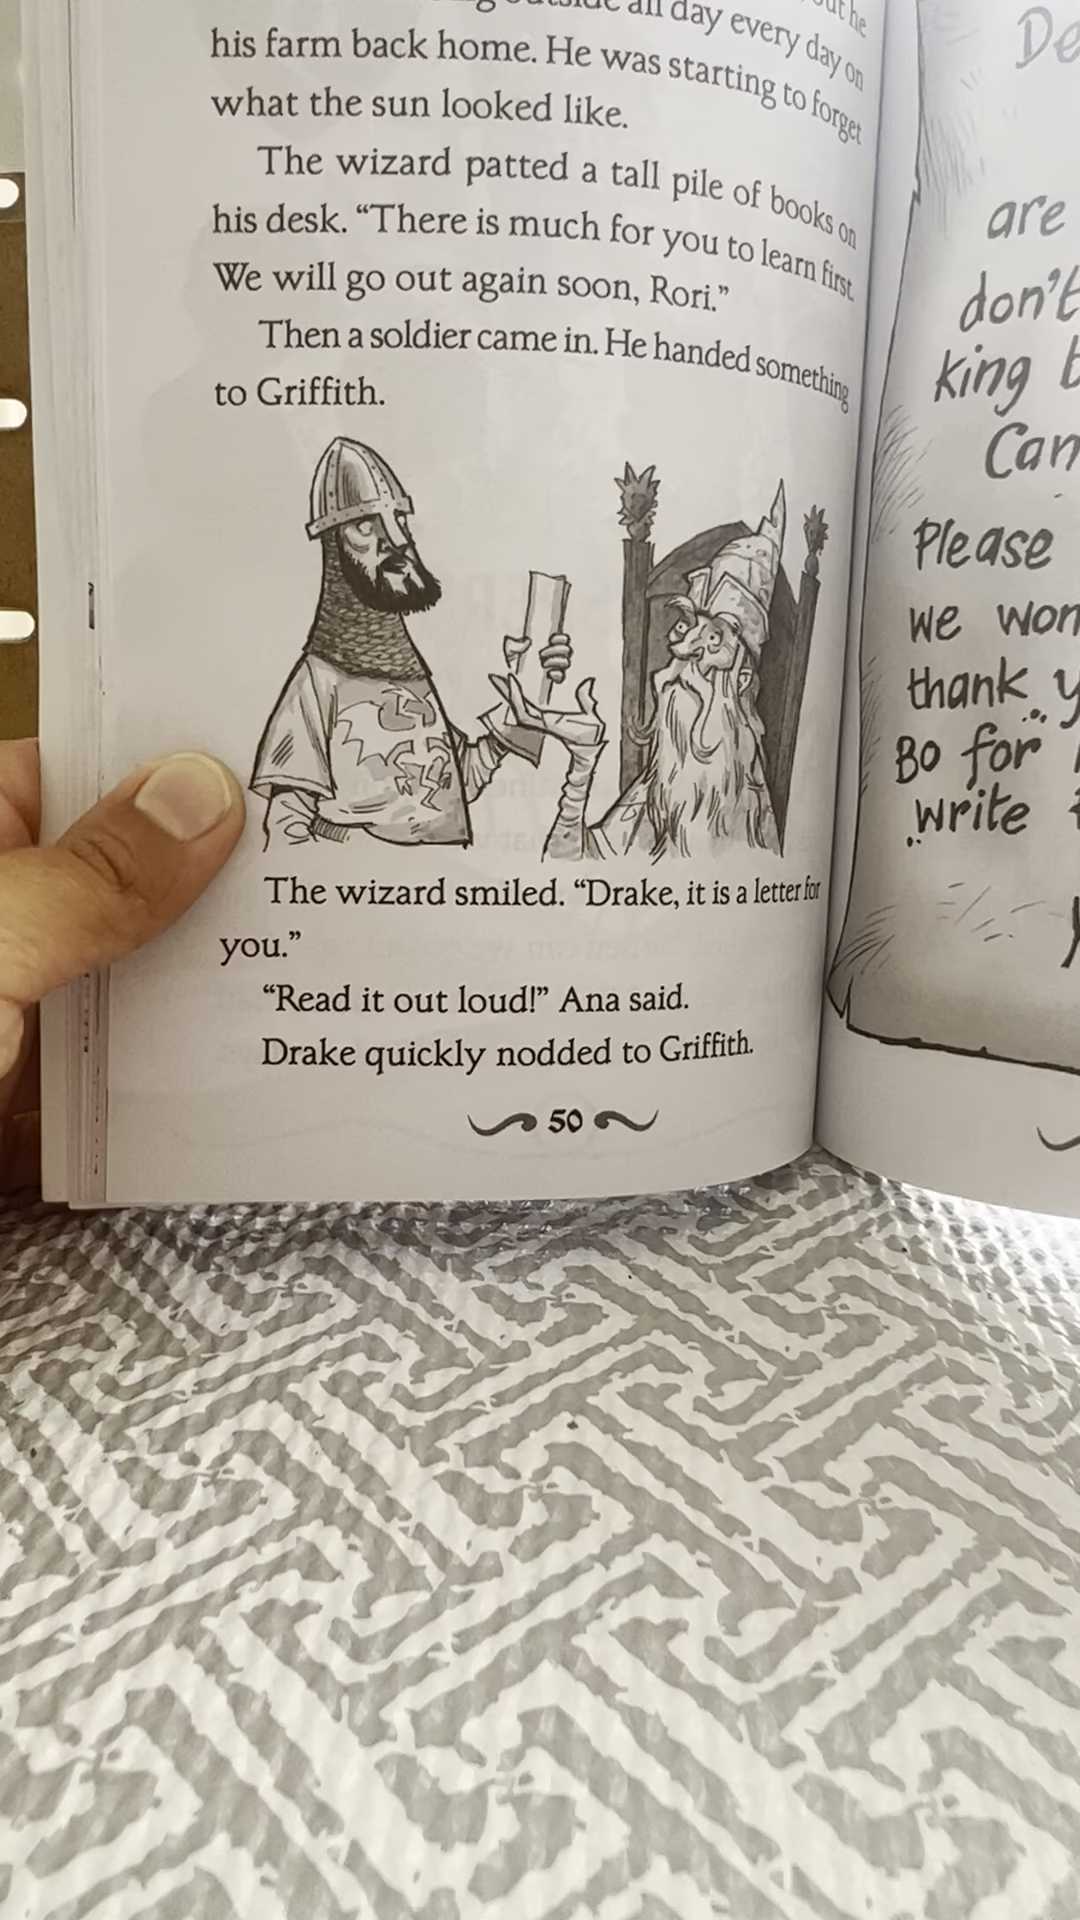 outside all day every day on
his farm back home. He was starting to forget
what the sun looked like.
The wizard patted a tall pile of books on
his desk. “There is much for you to learn first.
We will go out again soon, Rori.”
Then a soldier came in. He handed something
to Griffith.
The wizard smiled. “Drake, it is a letter for
you.”
“Read it out loud!” Ana said.
Drake quickly nodded to Griffith.
50
are
don't
king
Can
Please
we
thank
Bo for
write